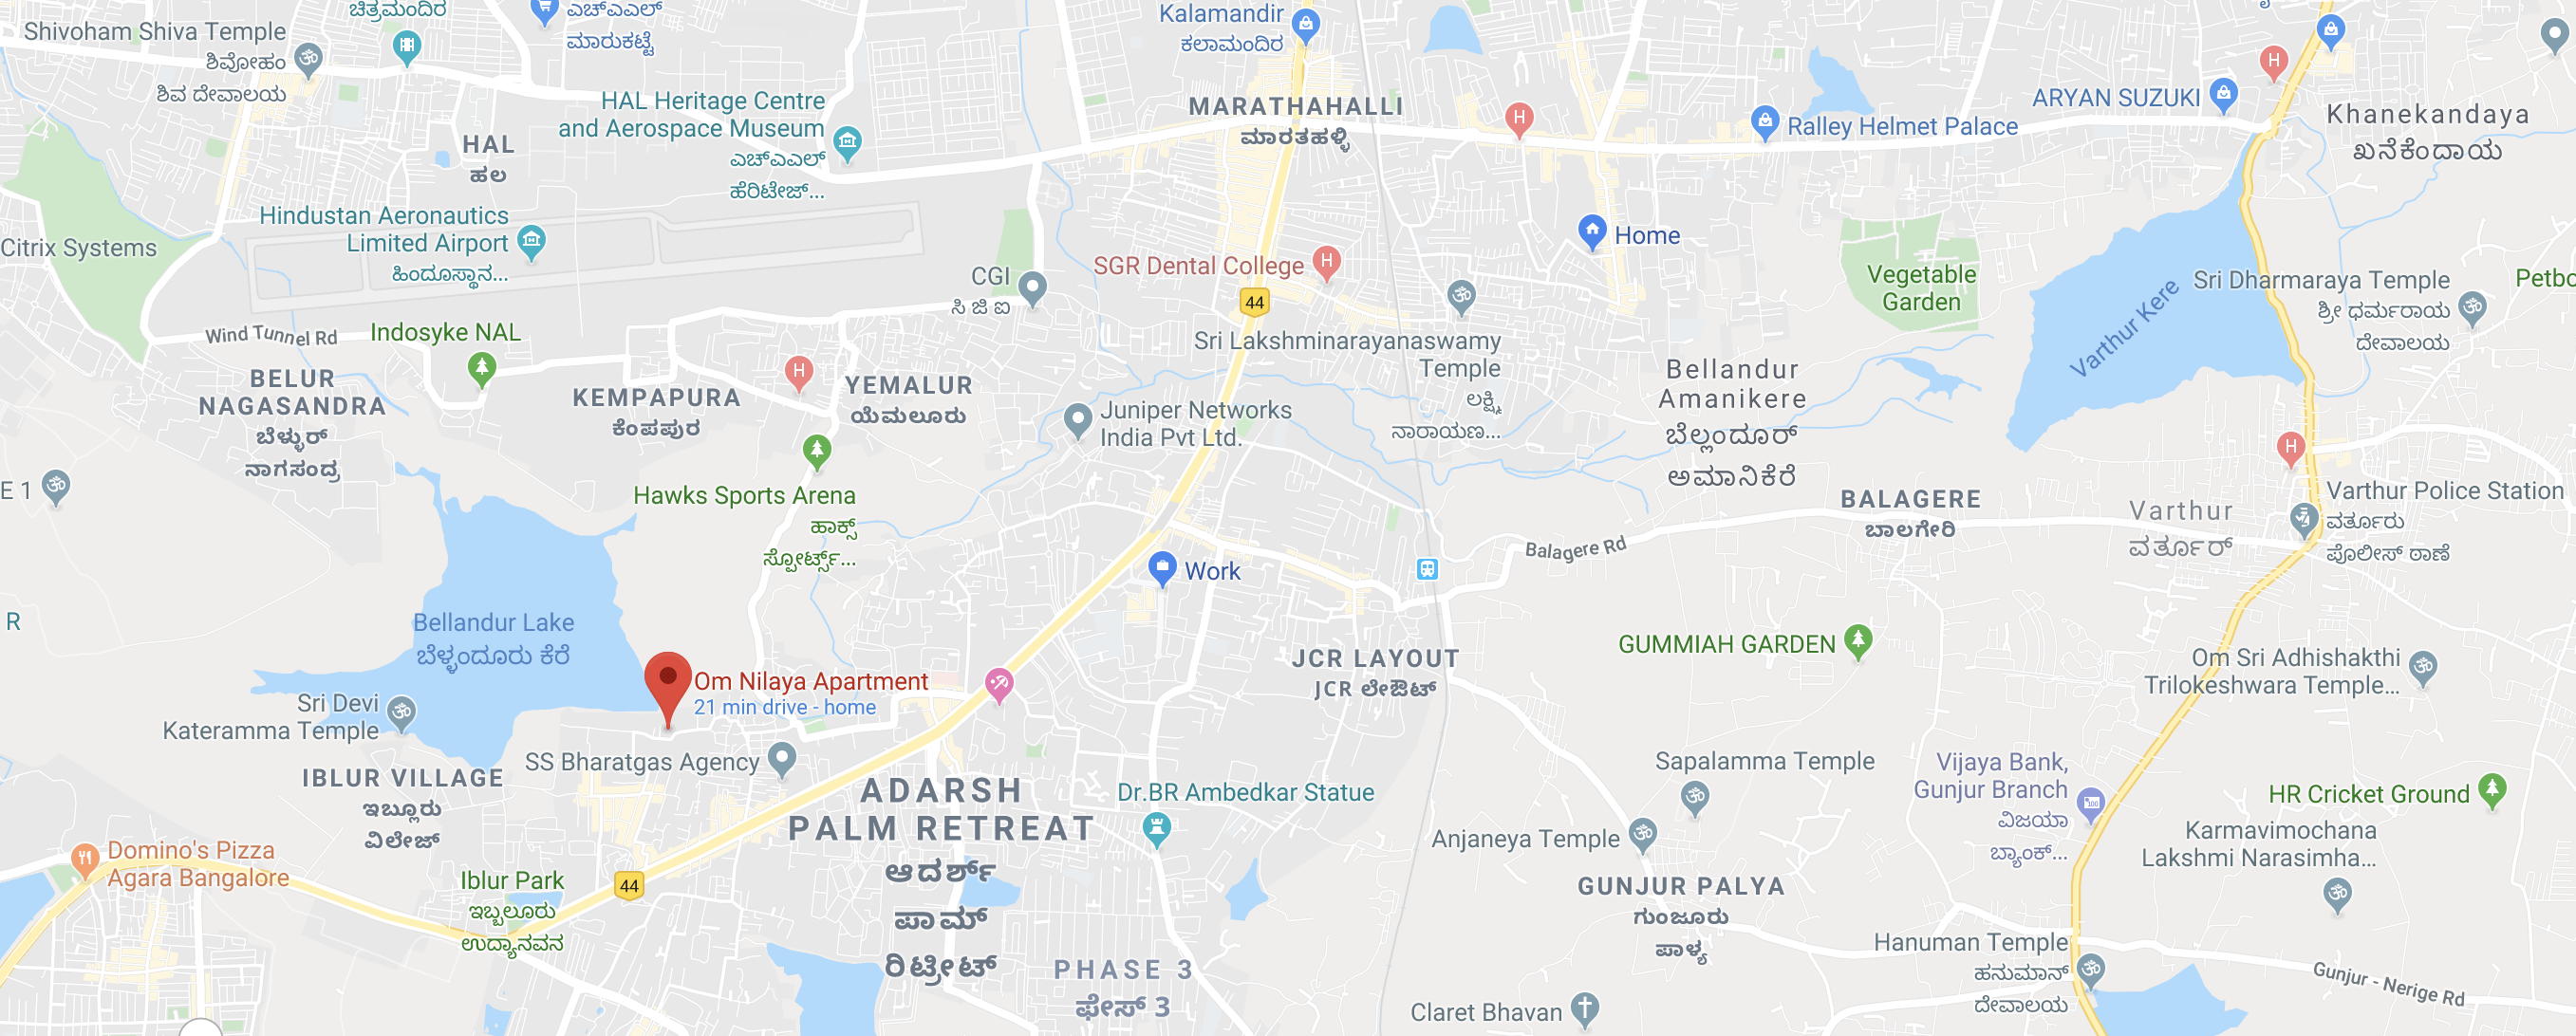 ಚಿತ್ರಮಂದಿರ
ಎಚ್ಎಎಲ್
ಮಾರುಕಟ್ಟೆ
Shivoham Shiva Temple
ಶಿವೋಹಂ
ಶಿವ ದೇವಾಲಯ
Kalamandir
ಕಲಾಮಂದಿರ
HAL Heritage Centre
and Aerospace Museum
ಎಚ್ಎಎಲ್
ಹೆರಿಟೇಜ್...
HAL
ಹಲ
MARATHAHALLI
ಮಾರತಹಳ್ಳಿ
H
H
Ralley Helmet Palace
ARYAN SUZUKI
Khanekandaya
ಖನೆಕೆಂದಾಯ
Hindustan Aeronautics
Limited Airport
ಹಿಂದೂಸ್ಥಾನ...
Citrix Systems
CGI
ಸಿ ಜಿ ಐ
SGR Dental College
H
Home
44
Vegetable
Garden
Varthur Kere
Sri Dharmaraya Temple
ಶ್ರೀ ಧರ್ಮರಾಯ
ದೇವಾಲಯ
Petbo
Wind Tunnel Rd
Indosyke NAL
BELUR
NAGASANDRA
ಬೆಳ್ಳುರ್
ನಾಗಸಂದ್ರ
KEMPAPURA
ಕೆಂಪಪುರ
H
YEMALUR
ಯೆಮಲೂರು
Sri Lakshminarayanaswamy
Temple
ಲಕ್ಷ್ಮಿ
ನಾರಾಯಣ...
Juniper Networks
India Pvt Ltd.
Bellandur
Amanikere
ಬೆಲ್ಲಂದೂರ್
ಅಮಾನಿಕೆರೆ
H
E 1
Hawks Sports Arena
ಹಾಕ್ಸ್
ಸ್ಪೋರ್ಟ್ಸ್...
BALAGERE
ಬಾಲಗೇರಿ
Varthur
ವರ್ತೂರ್
Varthur Police Station
ವರ್ತೂರು
ಪೊಲೀಸ್ ಠಾಣೆ
Balagere Rd
Work
R
Bellandur Lake
ಬೆಳ್ಳಂದೂರು ಕೆರೆ
GUMMIAH GARDEN
JCR LAYOUT
JCR ಲೇಔಟ್
Om Sri Adhishakthi
Trilokeshwara Temple...
Om Nilaya Apartment
21 min drive - home
Sri Devi
Kateramma Temple
SS Bharatgas Agency
IBLUR VILLAGE
ಇಬ್ಲೂರು
ವಿಲೇಜ್
ADARSH
PALM RETREAT
ಆದರ್ಶ್
ಪಾಮ್
ರಿಟ್ರೀಟ್
Dr.BR Ambedkar Statue
Sapalamma Temple
Anjaneya Temple
Vijaya Bank,
Gunjur Branch
ವಿಜಯಾ
ಬ್ಯಾಂಕ್...
HR Cricket Ground
Karmavimochana
Lakshmi Narasimha...
Domino's Pizza
Agara Bangalore
Iblur Park
ಇಬ್ಬಲೂರು
ಉದ್ಯಾನವನ
44
GUNJUR PALYA
ಗುಂಜೂರು
ಪಾಳ್ಯ
PHASE 3
ಫೇಸ್ 3
Hanuman Temple
ಹನುಮಾನ್
ದೇವಾಲಯ
Gunjur - Nerige Rd
Claret Bhavan